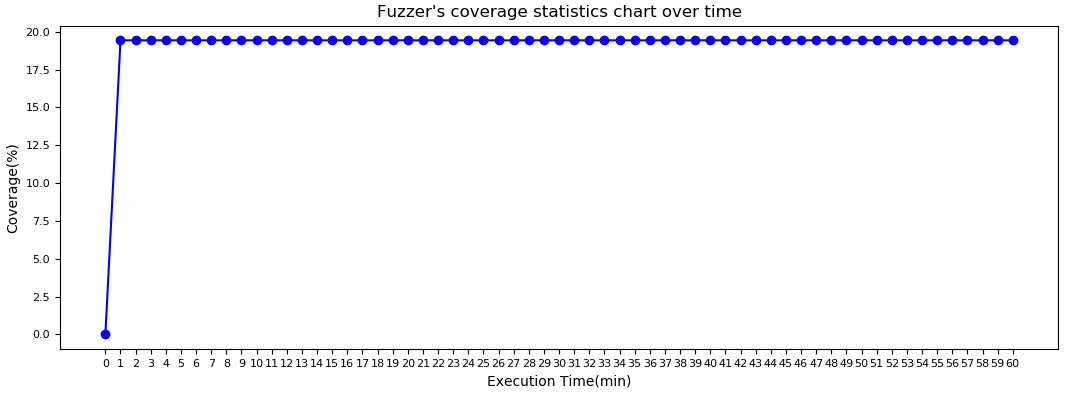 Fuzzer's coverage statistics chart over time
20.0
17.5
15.0
12.5
10.0
7.5
5.0
2.5
0.0
Coverage(%)
0 1 2 3 4 5 6 7 8 9 10 11 12 13 14 15 16 17 18 19 20 21 22 23 24 25 26 27 28 29 30 31 32 33 34 35 36 37 38 39 40 41 42 43 44 45 46 47 48 49 50 51 52 53 54 55 56 57 58 59 60
Execution Time(min)